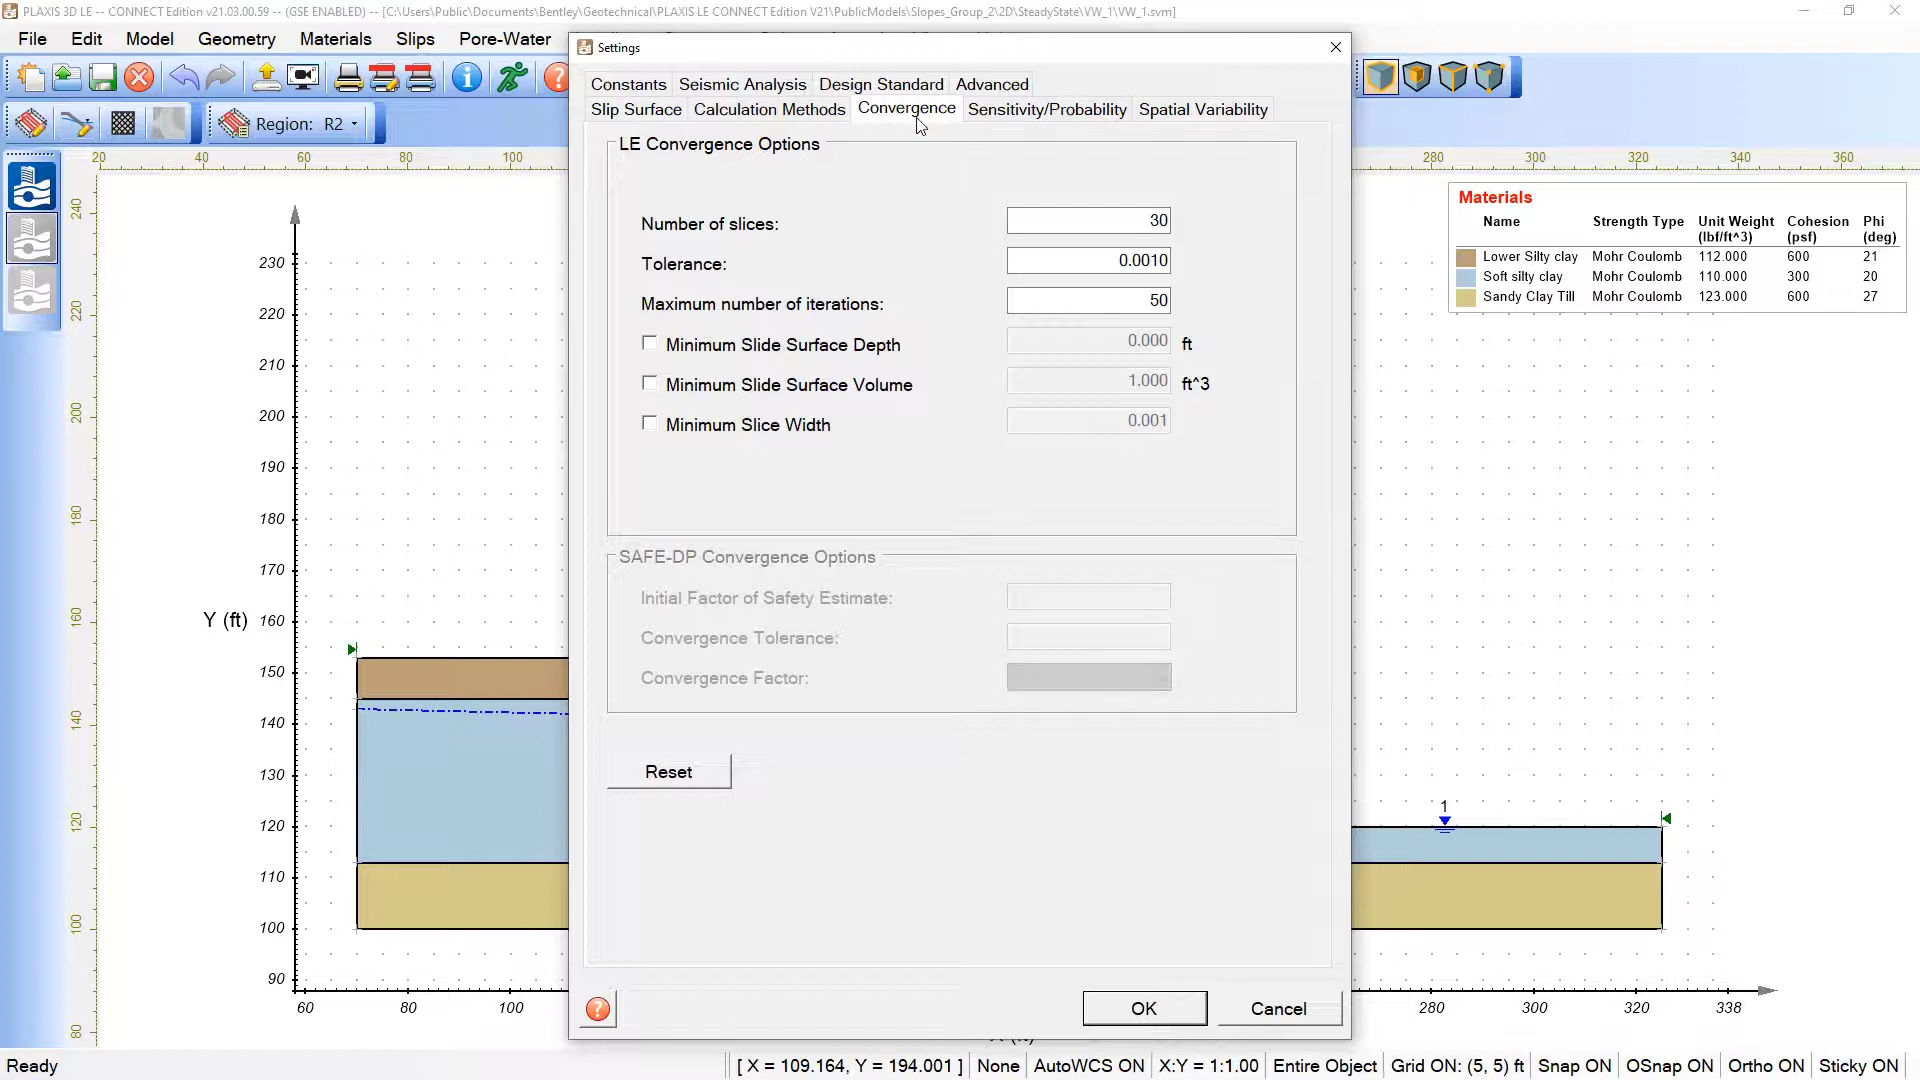 PLAXIS 3D LE -- CONNECT Edition v21.03.00.59 -- (GSE ENABLED) -- [C:\Users\Public\Documents\Bentley\Geotechnical\PLAXIS LE CONNECT Edition V21\PublicModels\Slopes_Group_2\2D\SteadyState\VW_1\VW_1.svm]
File Edit Model Geometry Materials Slips Pore-Water
Settings
Constants Seismic Analysis Design Standard Advanced
Slip Surface Calculation Methods Convergence Sensitivity/Probability Spatial Variability
Region: R2
20 40 60 80 100 280 300 320 340 360
LE Convergence Options
Number of slices: 30
Tolerance: 0.0010
Maximum number of iterations: 50
Minimum Slide Surface Depth 0.000 ft
Minimum Slide Surface Volume 1.000 ft^3
Minimum Slice Width 0.001
SAFE-DP Convergence Options
Initial Factor of Safety Estimate:
Convergence Tolerance:
Convergence Factor:
Reset
OK Cancel
Materials
Name Strength Type Unit Weight (lbf/ft^3) Cohesion (psf) Phi (deg)
Lower Silty clay Mohr Coulomb 112.000 600 21
Soft silty clay Mohr Coulomb 110.000 300 20
Sandy Clay Till Mohr Coulomb 123.000 600 27
240
220
200
180
160
140
120
100
80
230
220
210
200
190
180
170
Y (ft) 160
150
140
130
120
110
100
90
1
60 80 100 280 300 320 338
Ready [ X = 109.164, Y = 194.001 ] None AutoWCS ON X:Y = 1:1.00 Entire Object Grid ON: (5, 5) ft Snap ON OSnap ON Ortho ON Sticky ON